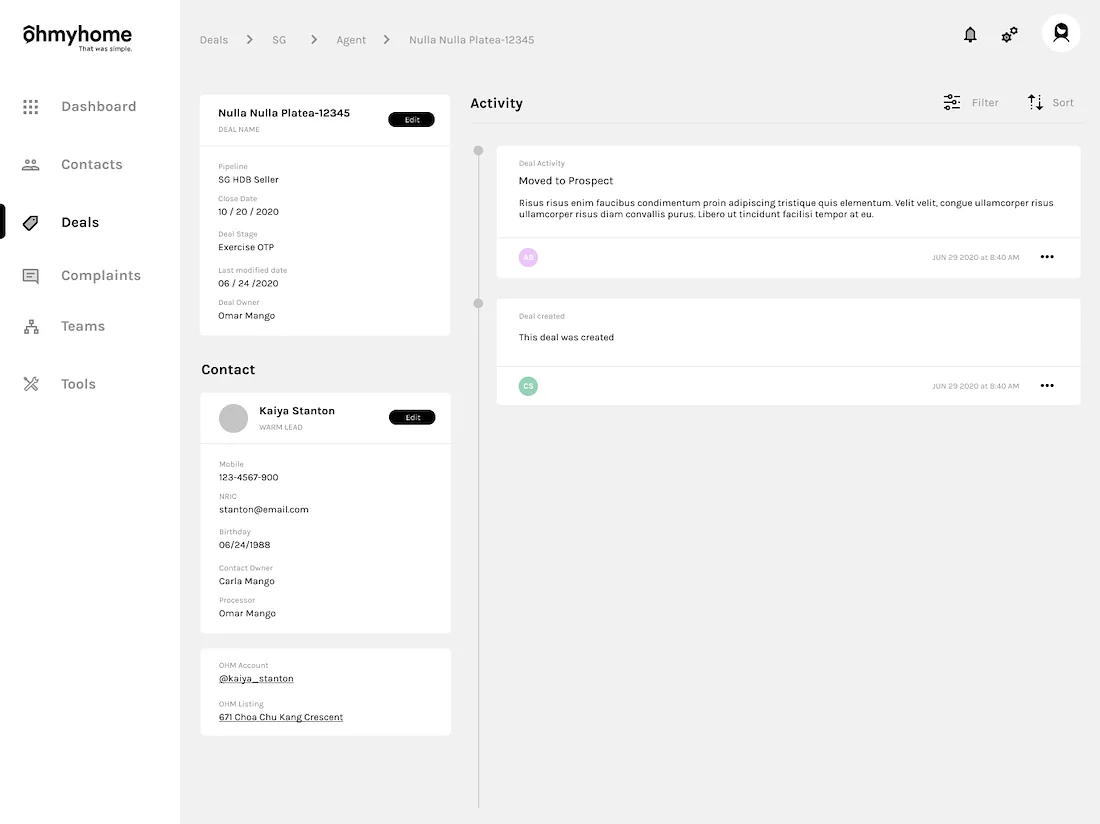 ohmyhome
That was simple.
Dashboard
Contacts
Deals
Complaints
Teams
Tools
Deals > SG > Agent > Nulla Nulla Platea-12345
Nulla Nulla Platea-12345
DEAL NAME
Edit
Pipeline
SG HDB Seller
Close Date
10 / 20 / 2020
Deal Stage
Exercise OTP
Last modified date
06 / 24 /2020
Deal Owner
Omar Mango
Contact
Kaiya Stanton
WARM LEAD
Edit
Mobile
123-4567-900
NRIC
stanton@email.com
Birthday
06/24/1988
Contact Owner
Carla Mango
Processor
Omar Mango
OHM Account
@kaiya_stanton
OHM Listing
671 Choa Chu Kang Crescent
Activity
Filter
Sort
Deal Activity
Moved to Prospect
Risus risus enim faucibus condimentum proin adipiscing tristique quis elementum. Velit velit, congue ullamcorper risus
ullamcorper risus diam convallis purus. Libero ut tincidunt facilisi tempor at eu.
AB
JUN 29 2020 at 8:40 AM
Deal created
This deal was created
CS
JUN 29 2020 at 8:40 AM